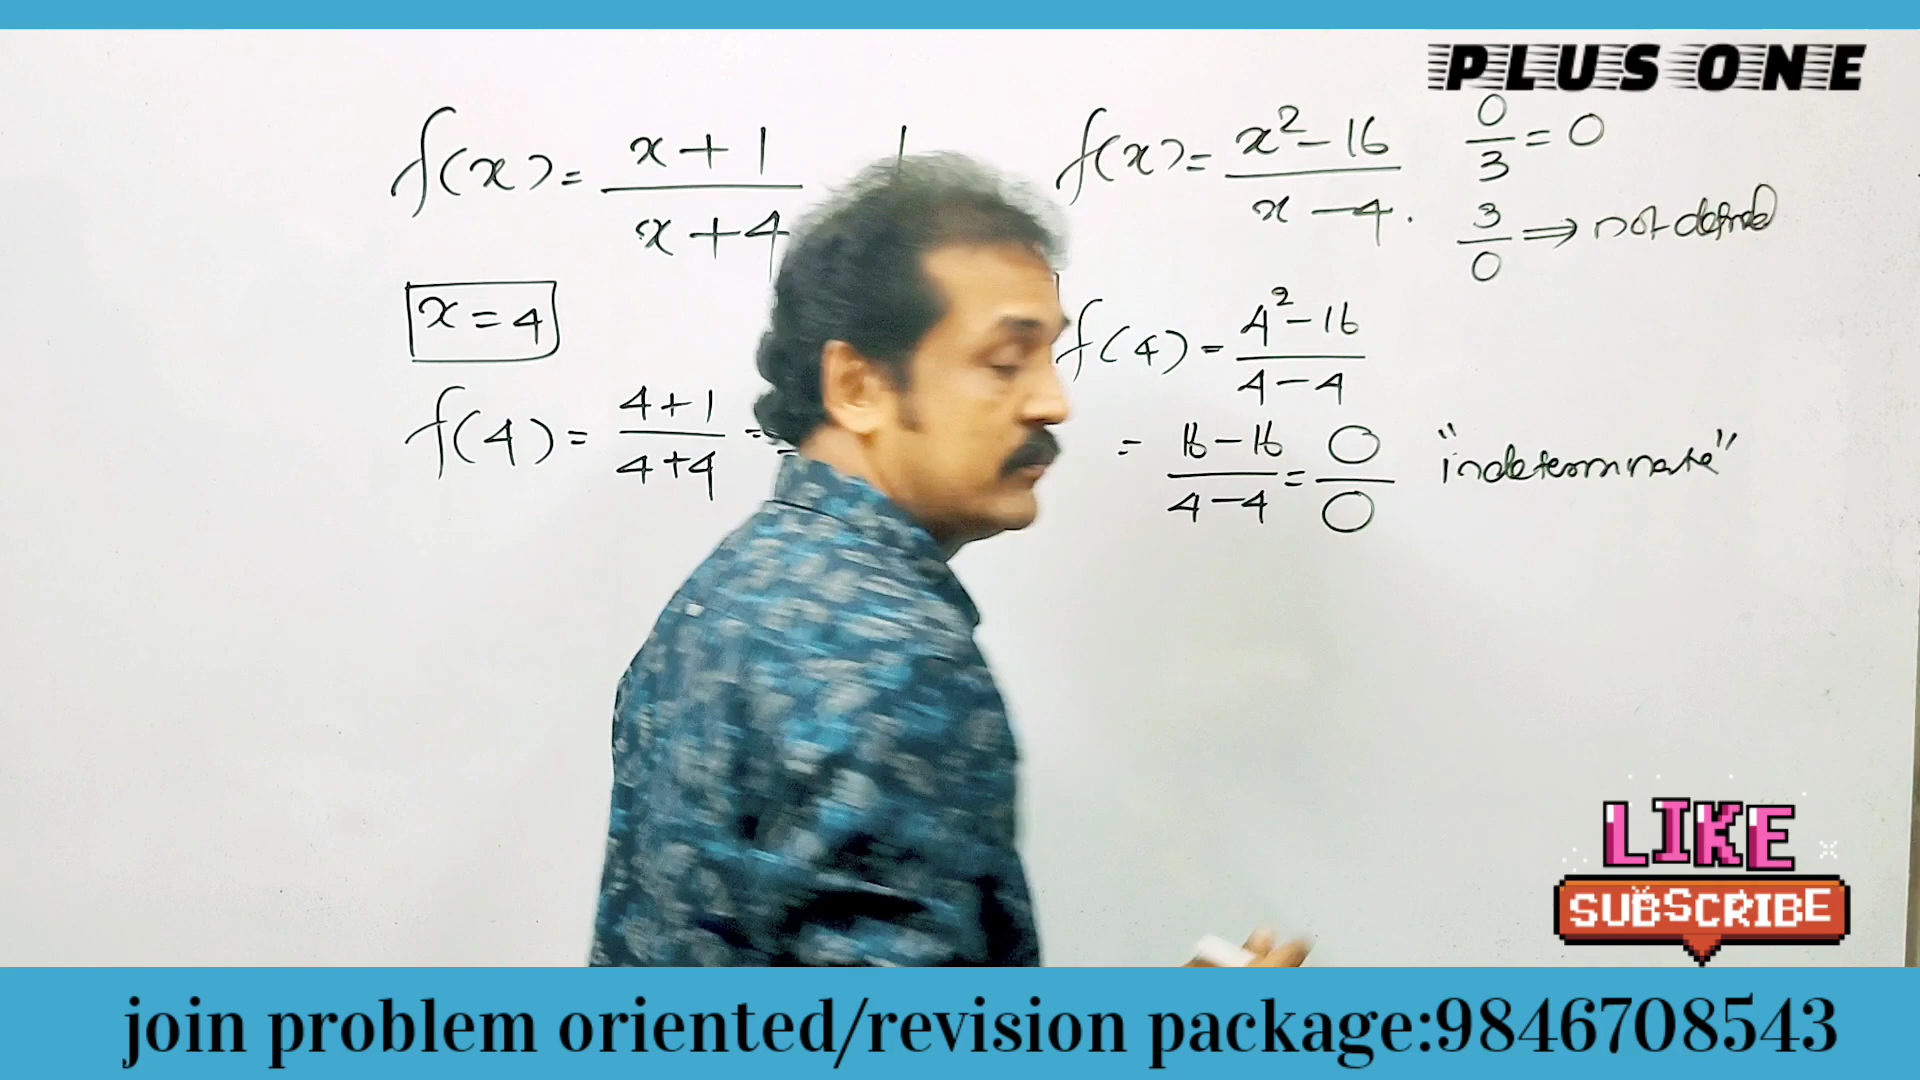 PLUS ONE
f(x) = x+1 / x+4
x = 4
f(4) = 4+1 / 4+4 =
f(x) = x²-16 / x-4.
0/3 = 0
3/0 ⇒ not defined
f(4) = 4²-16 / 4-4
= 16-16 / 4-4 = 0/0 "indeterminate"
LIKE
SUBSCRIBE
join problem oriented/revision package:9846708543